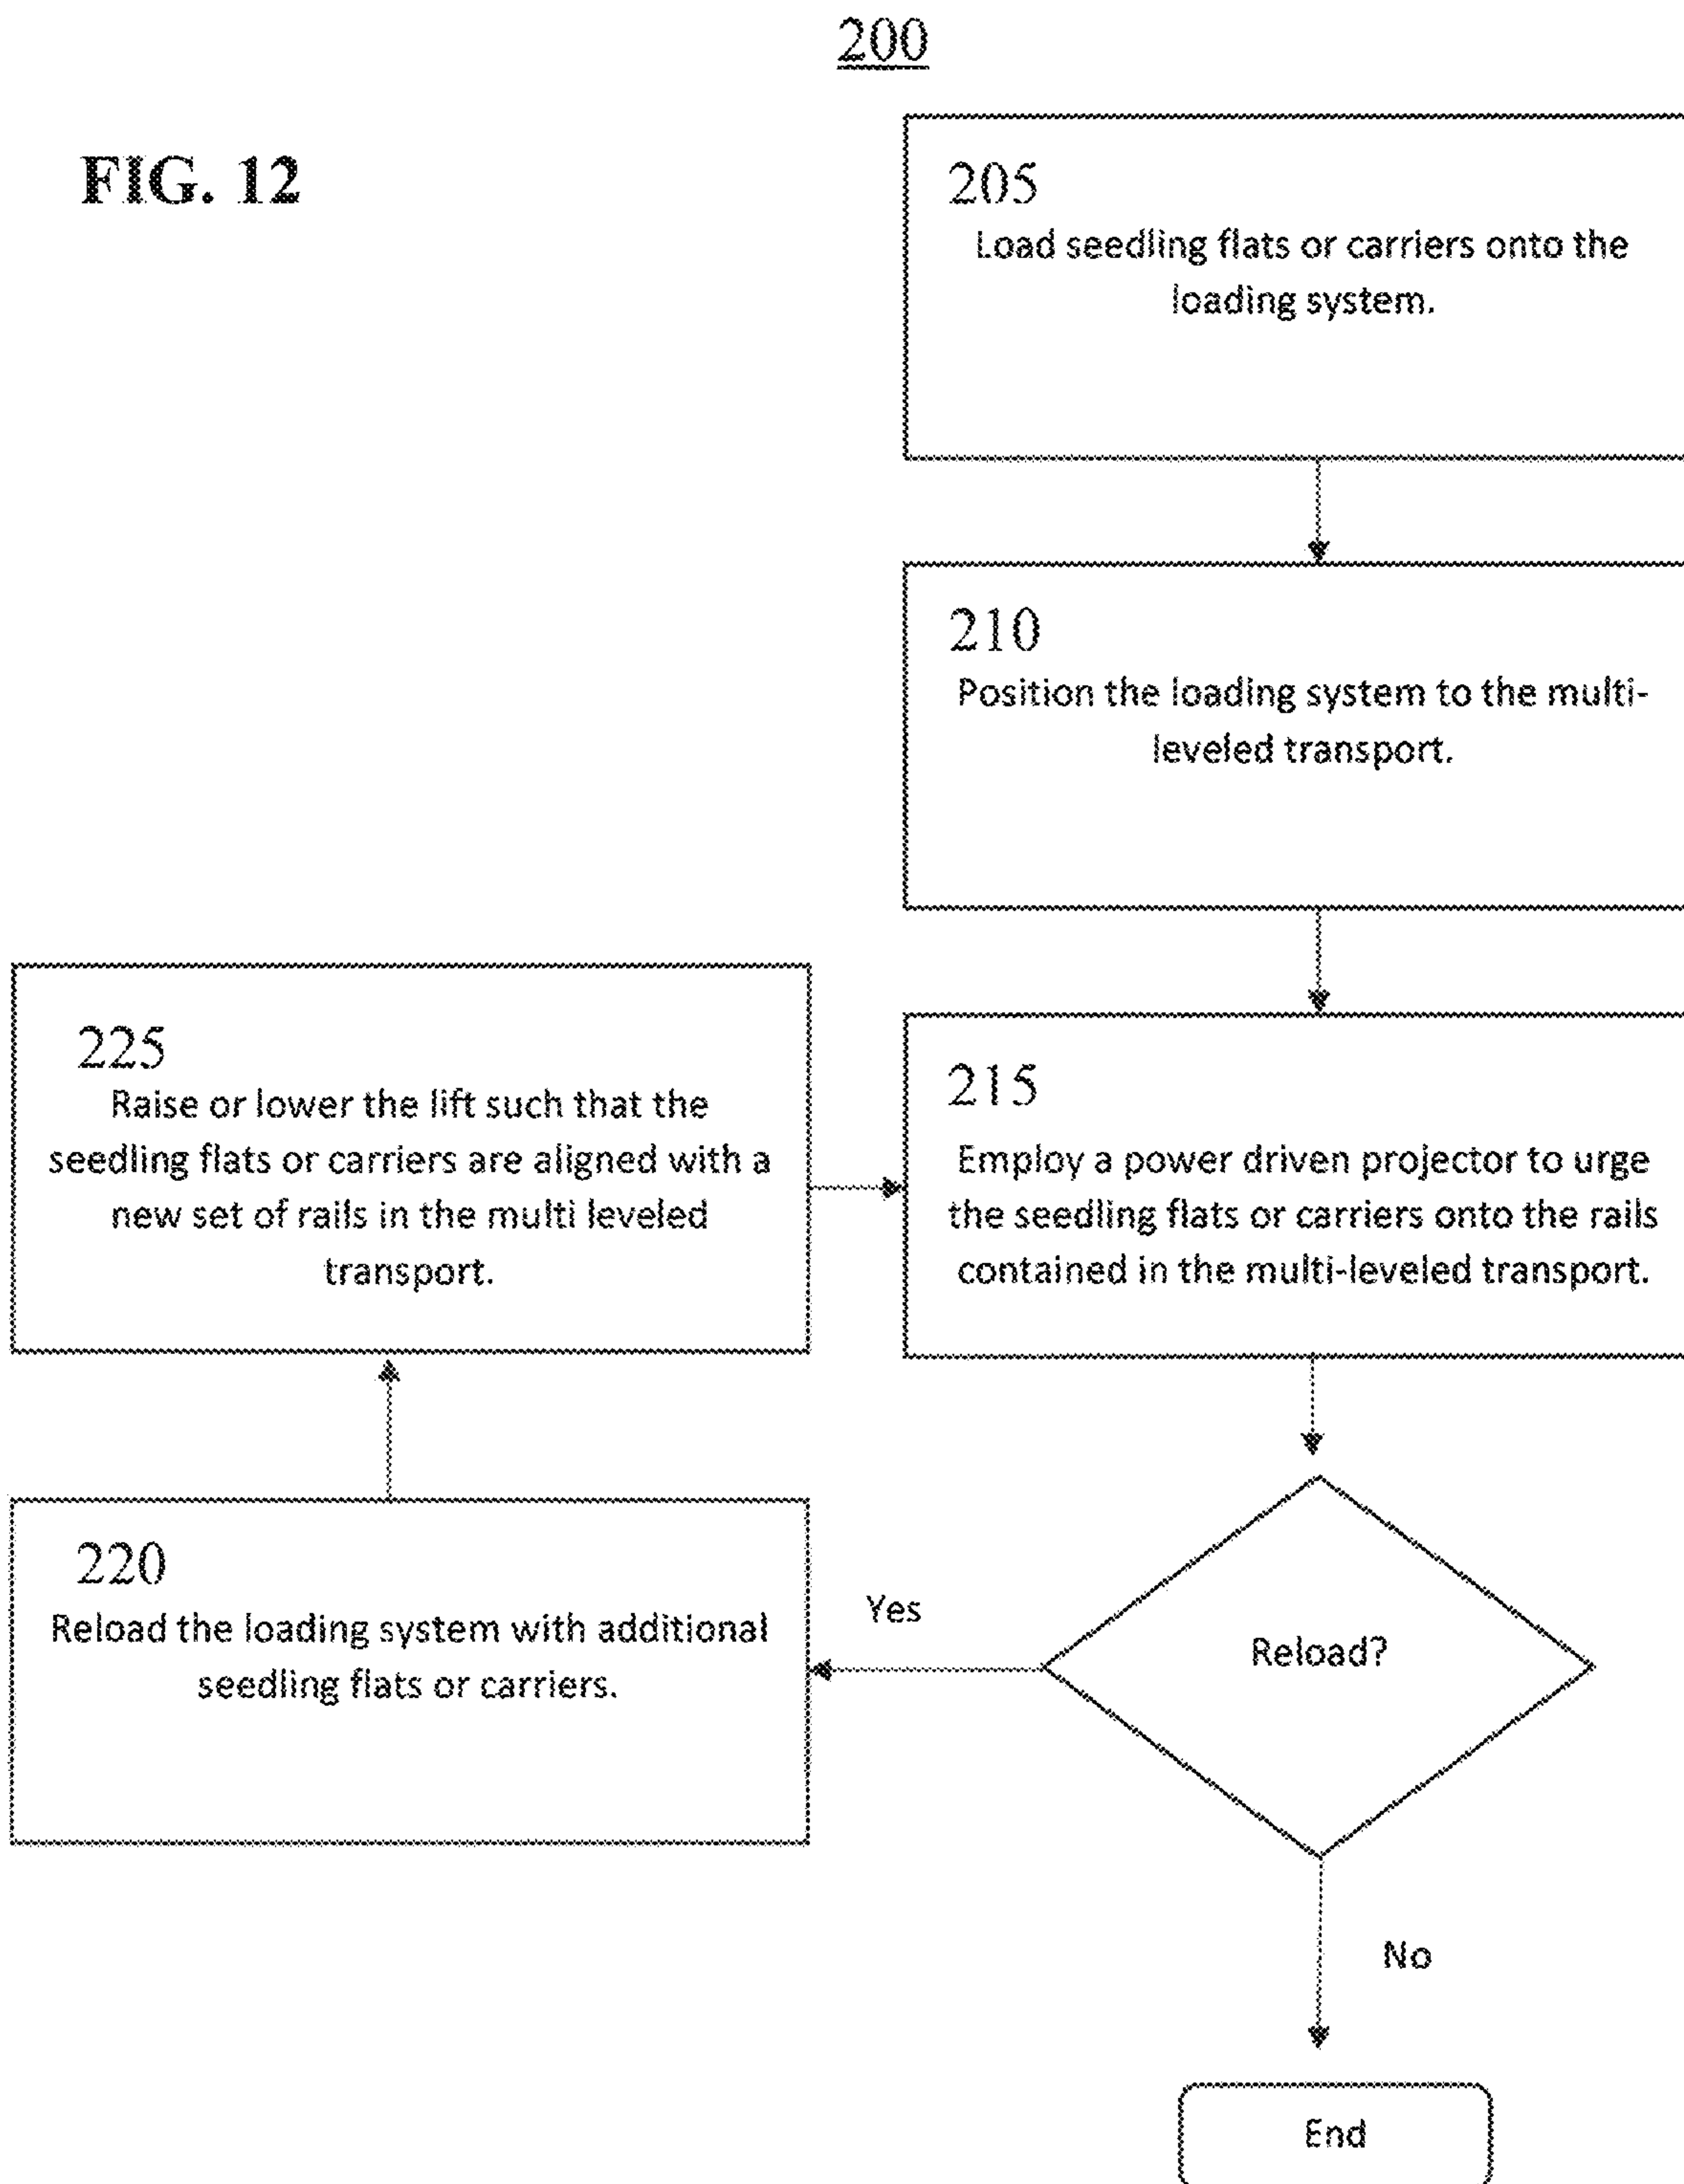 200
FIG. 12
205
Load seedling flats or carriers onto the
loading system.
210
Position the loading system to the multi-
leveled transport.
215
Employ a power driven projector to urge
the seedling flats or carriers onto the rails
contained in the multi-leveled transport.
225
Raise or lower the lift such that the
seedling flats or carriers are aligned with a
new set of rails in the multi leveled
transport.
220
Reload the loading system with additional
seedling flats or carriers.
Yes
Reload?
No
End